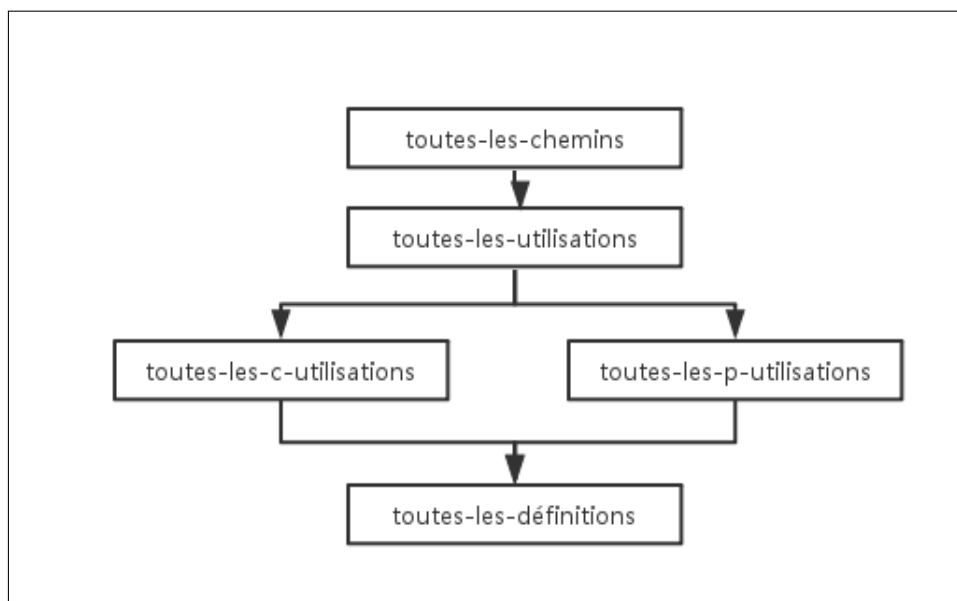 toutes-les-chemins
toutes-les-utilisations
toutes-les-c-utilisations
toutes-les-p-utilisations
toutes-les-définitions